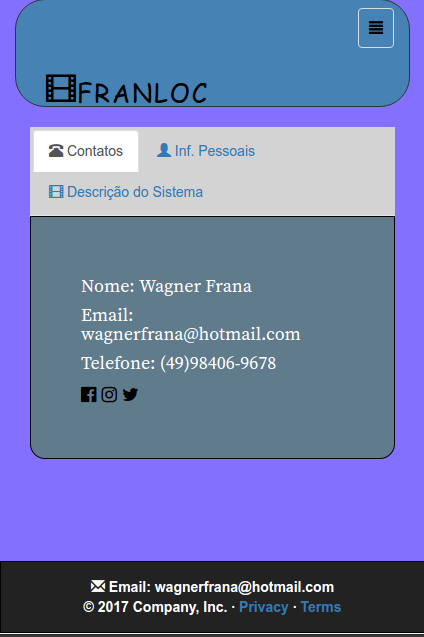 FRANLOC
Contatos
Inf. Pessoais
Descrição do Sistema
Nome: Wagner Frana
Email:
wagnerfrana@hotmail.com
Telefone: (49)98406-9678
Email: wagnerfrana@hotmail.com
© 2017 Company, Inc. · Privacy · Terms